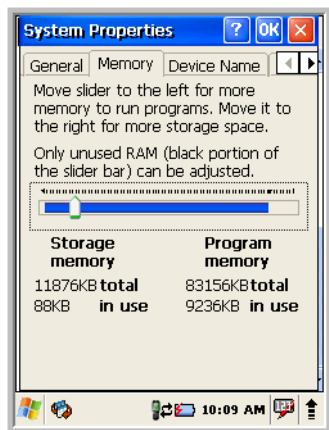 System Properties ? OK
General Memory Device Name
Move slider to the
left for more
memory to run
programs. Move it to
the right for more storage space.
Only unused RAM (black portion of
the slider bar) can be adjusted.
Storage memory Program memory
11876KB total 83156KB total
88KB in use 9236KB in use
10:09 AM